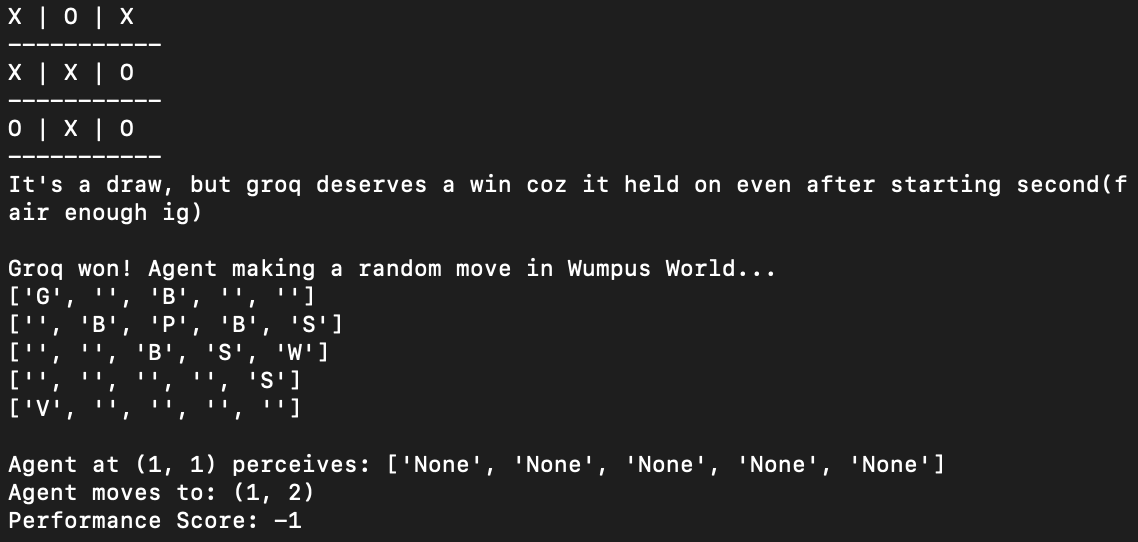 X | O | X
-----------
X | X | O
-----------
O | X | O
-----------
It's a draw, but groq deserves a win coz it held on even after starting second(f
air enough ig)
Groq won! Agent making a random move in Wumpus World...
['G', '', 'B', '', '']
['', 'B', 'P', 'B', 'S']
['', '', 'B', 'S', 'W']
['', '', '', '', 'S']
['V', '', '', '', '']
Agent at (1, 1) perceives: ['None', 'None', 'None', 'None', 'None']
Agent moves to: (1, 2)
Performance Score: -1